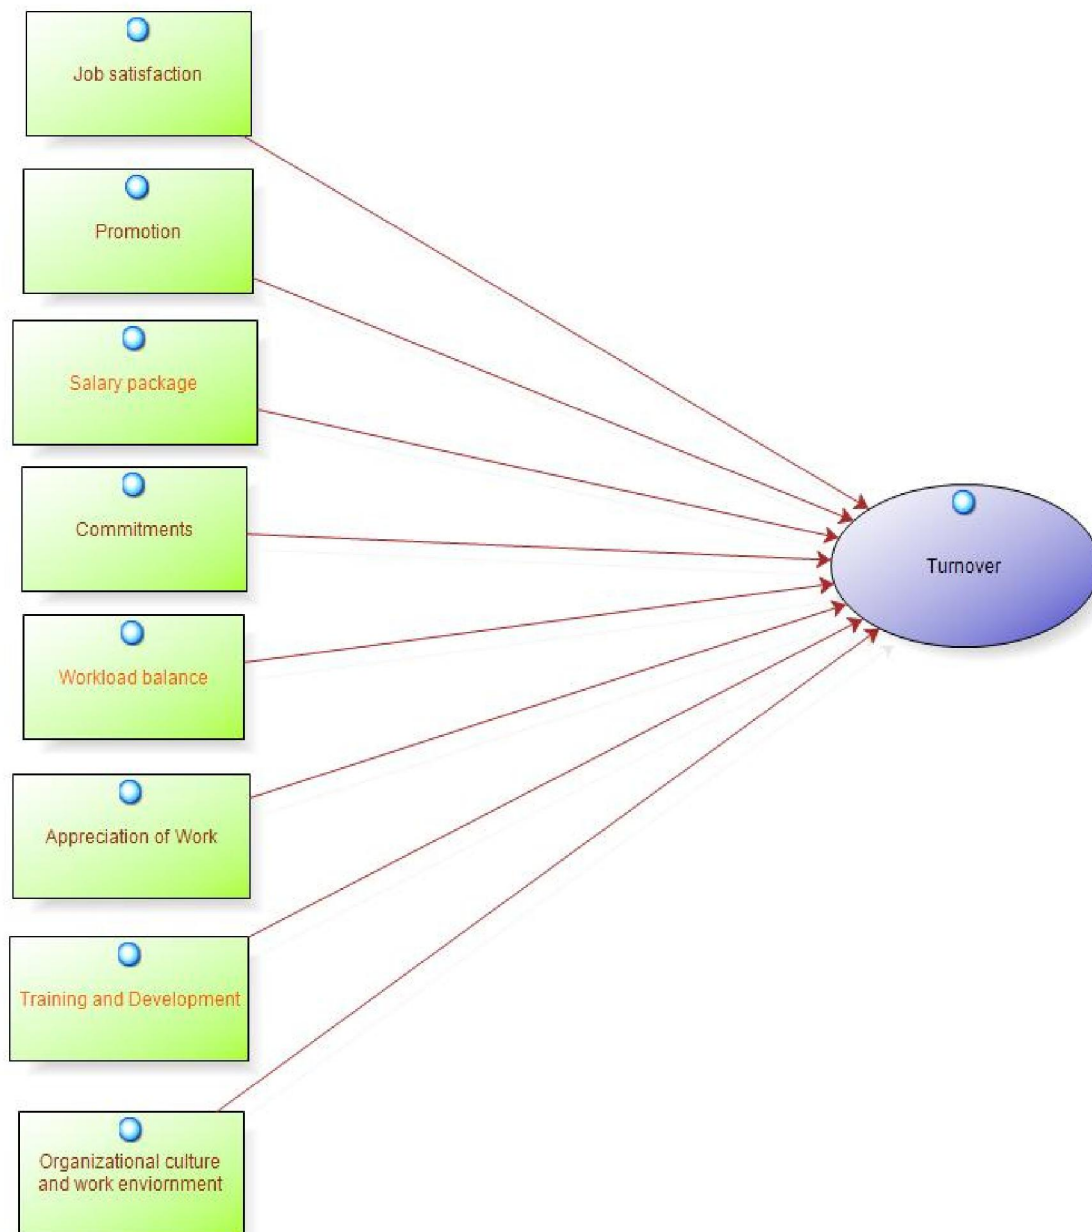 Job satisfaction
Promotion
Salary package
Commitments
Workload balance
Appreciation of Work
Training and Development
Organizational culture
and work enviornment
Turnover